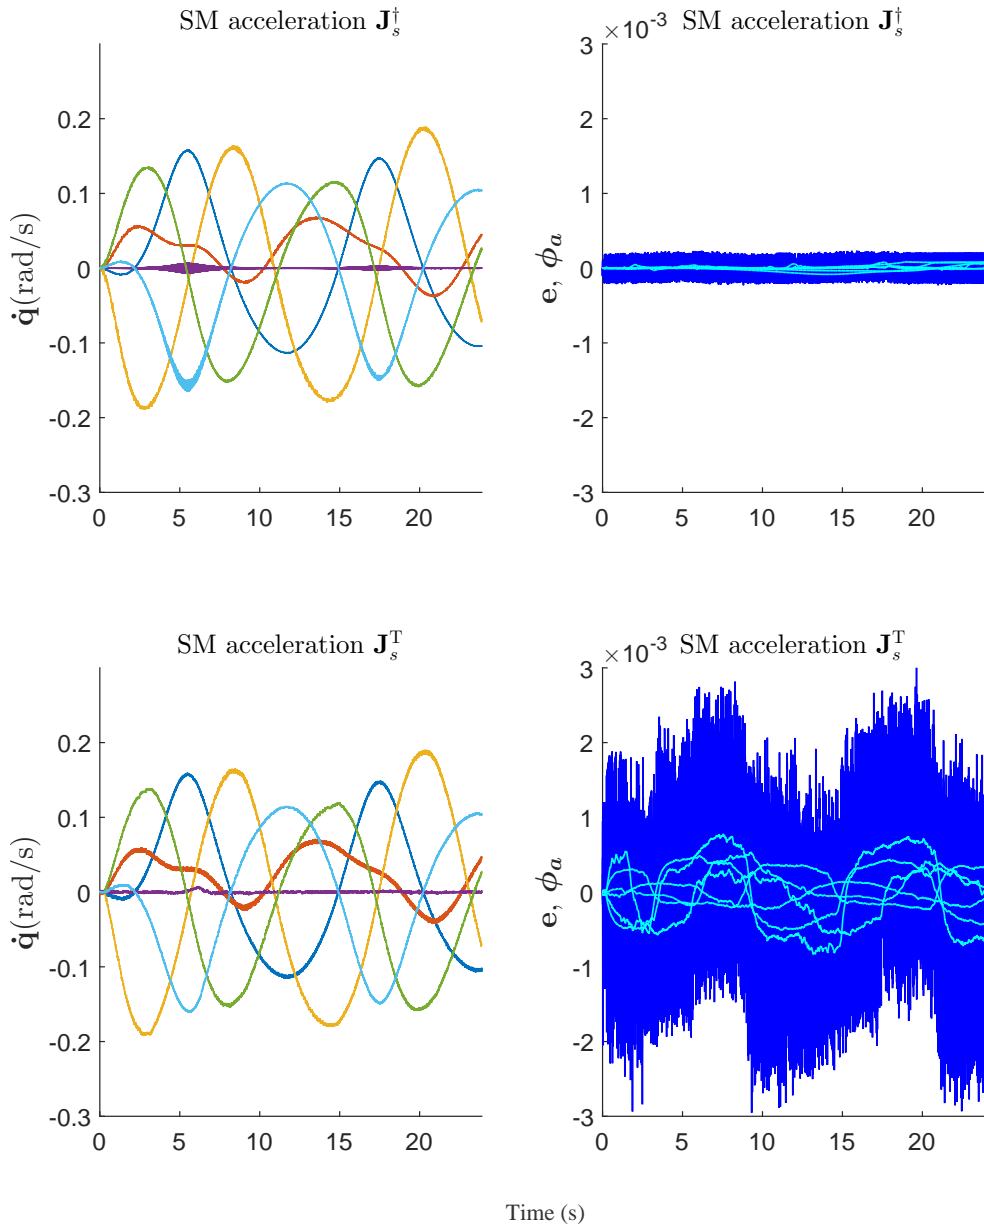 SM acceleration J_s^†
q̇(rad/s)
0.2
0.1
0
-0.1
-0.2
-0.3
0 5 10 15 20
SM acceleration J_s^†
×10^-3
e, ϕ_a
3
2
1
0
-1
-2
-3
0 5 10 15 20
SM acceleration J_s^T
q̇(rad/s)
0.2
0.1
0
-0.1
-0.2
-0.3
0 5 10 15 20
SM acceleration J_s^T
×10^-3
e, ϕ_a
3
2
1
0
-1
-2
-3
0 5 10 15 20
Time (s)